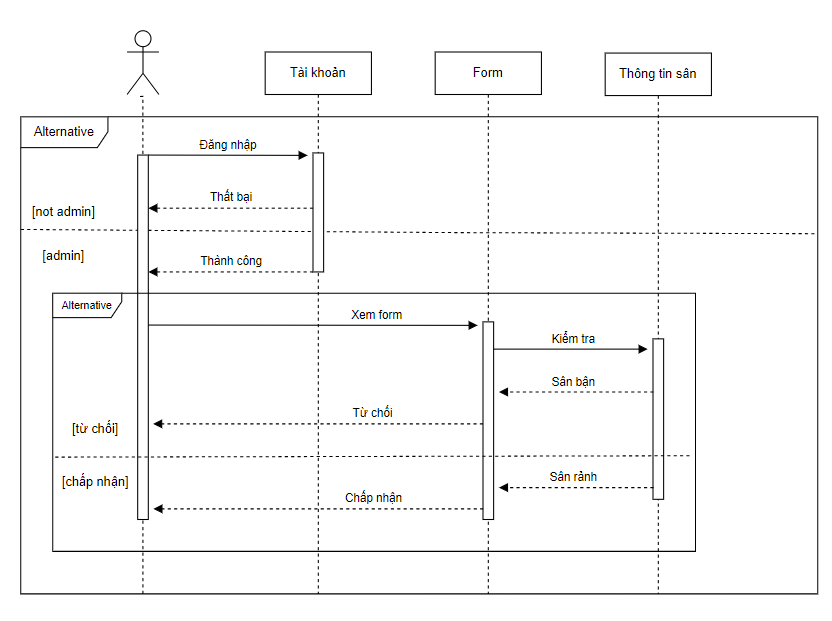 Tài khoản
Form
Thông tin sân
Alternative
Đăng nhập
Thất bại
[not admin]
[admin]
Thành công
Alternative
Xem form
Kiểm tra
Sân bận
Từ chối
[từ chối]
Sân rảnh
[chấp nhận]
Chấp nhận